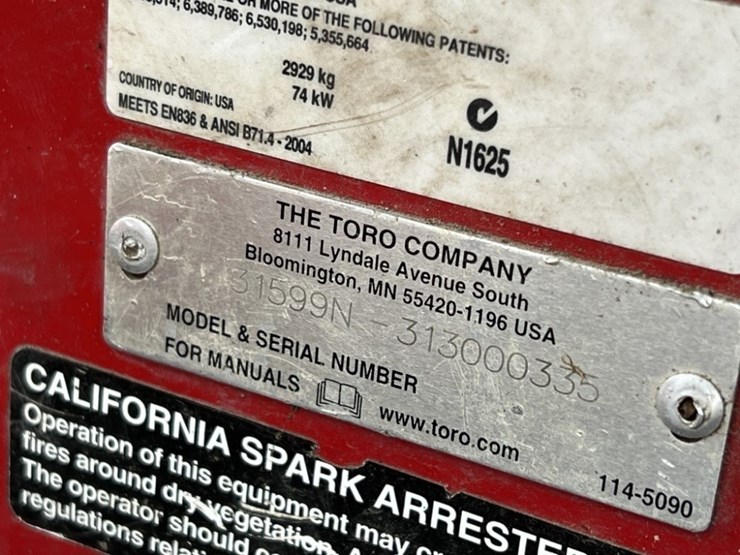 MORE OF THE FOLLOWING PATENTS:
6,389,786; 6,530,198; 5,355,664
2929 kg
74 kW
COUNTRY OF ORIGIN: USA
MEETS EN836 & ANSI B71.4 - 2004
N1625
THE TORO COMPANY
8111 Lyndale Avenue South
Bloomington, MN 55420-1196 USA
31599N - 313000335
MODEL & SERIAL NUMBER
FOR MANUALS www.toro.com
114-5090
CALIFORNIA SPARK ARRESTE
Operation of this equipment may
fires around dry vegetation.
The operator should
regulations